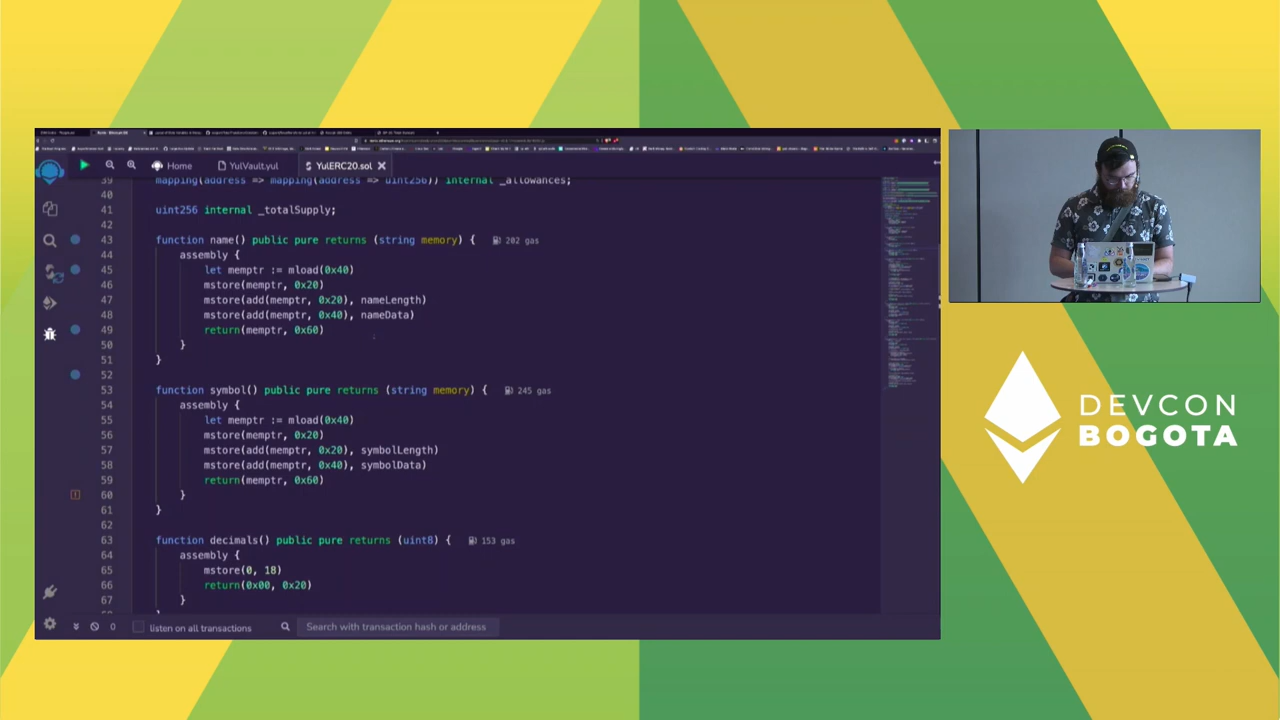 Home
YulVault.yul
YulERC20.sol
39 mapping(address => mapping(address => uint256)) internal _allowances;
40
41 uint256 internal _totalSupply;
42
43 function name() public pure returns (string memory) { 202 gas
44 assembly {
45 let memptr := mload(0x40)
46 mstore(memptr, 0x20)
47 mstore(add(memptr, 0x20), nameLength)
48 mstore(add(memptr, 0x40), nameData)
49 return(memptr, 0x60)
50 }
51 }
52
53 function symbol() public pure returns (string memory) { 245 gas
54 assembly {
55 let memptr := mload(0x40)
56 mstore(memptr, 0x20)
57 mstore(add(memptr, 0x20), symbolLength)
58 mstore(add(memptr, 0x40), symbolData)
59 return(memptr, 0x60)
60 }
61 }
62
63 function decimals() public pure returns (uint8) { 153 gas
64 assembly {
65 mstore(0, 18)
66 return(0x00, 0x20)
67 }
0
listen on all transactions
Search with transaction hash or address
DEVCON
BOGOTA